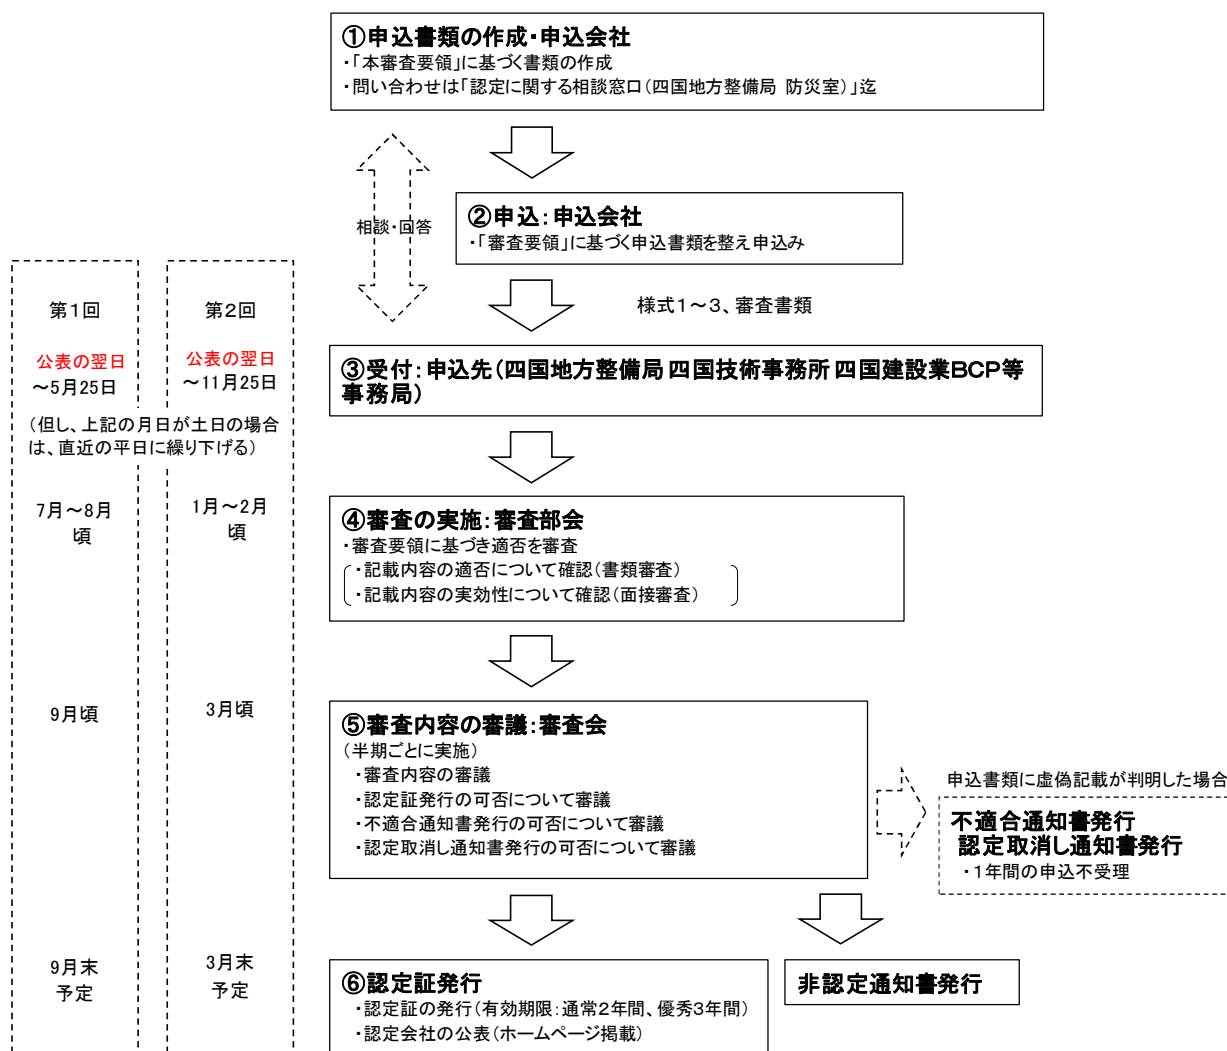 ①申込書類の作成・申込会社
・「本審査要領」に基づく書類の作成
・問い合わせは「認定に関する相談窓口（四国地方整備局 防災室）」迄
相談・回答
②申込：申込会社
・「審査要領」に基づく申込書類を整え申込み
様式１～３、審査書類
第１回
公表の翌日
～5月25日
第２回
公表の翌日
～11月25日
（但し、上記の月日が土日の場合
は、直近の平日に繰り下げる）
③受付：申込先（四国地方整備局 四国技術事務所 四国建設業BCP等
事務局）
7月～8月
頃
1月～2月
頃
④審査の実施：審査部会
・審査要領に基づき適否を審査
・記載内容の適否について確認（書類審査）
・記載内容の実効性について確認（面接審査）
9月頃
3月頃
⑤審査内容の審議：審査会
（半期ごとに実施）
・審査内容の審議
・認定証発行の可否について審議
・不適合通知書発行の可否について審議
・認定取消し通知書発行の可否について審議
申込書類に虚偽記載が判明した場合
不適合通知書発行
認定取消し通知書発行
・1年間の申込不受理
9月末
予定
3月末
予定
⑥認定証発行
・認定証の発行（有効期限：通常２年間、優秀３年間）
・認定会社の公表（ホームページ掲載）
非認定通知書発行